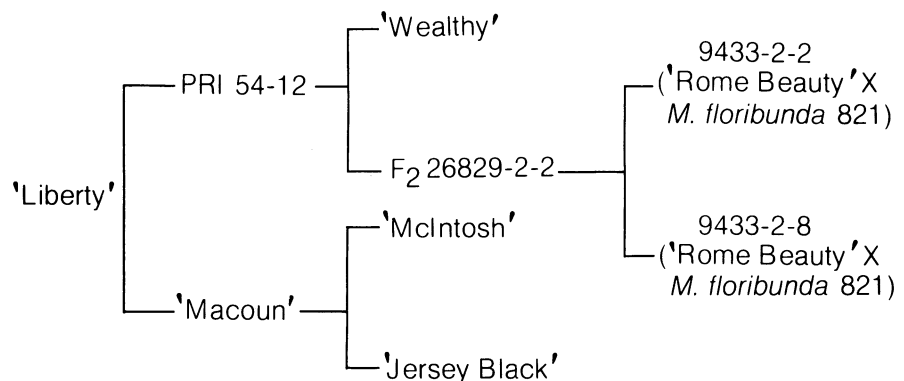 'Wealthy'
9433-2-2
('Rome Beauty' X
M. floribunda 821)
PRI 54-12
F2 26829-2-2
'Liberty'
'McIntosh'
9433-2-8
('Rome Beauty' X
M. floribunda 821)
'Macoun'
'Jersey Black'